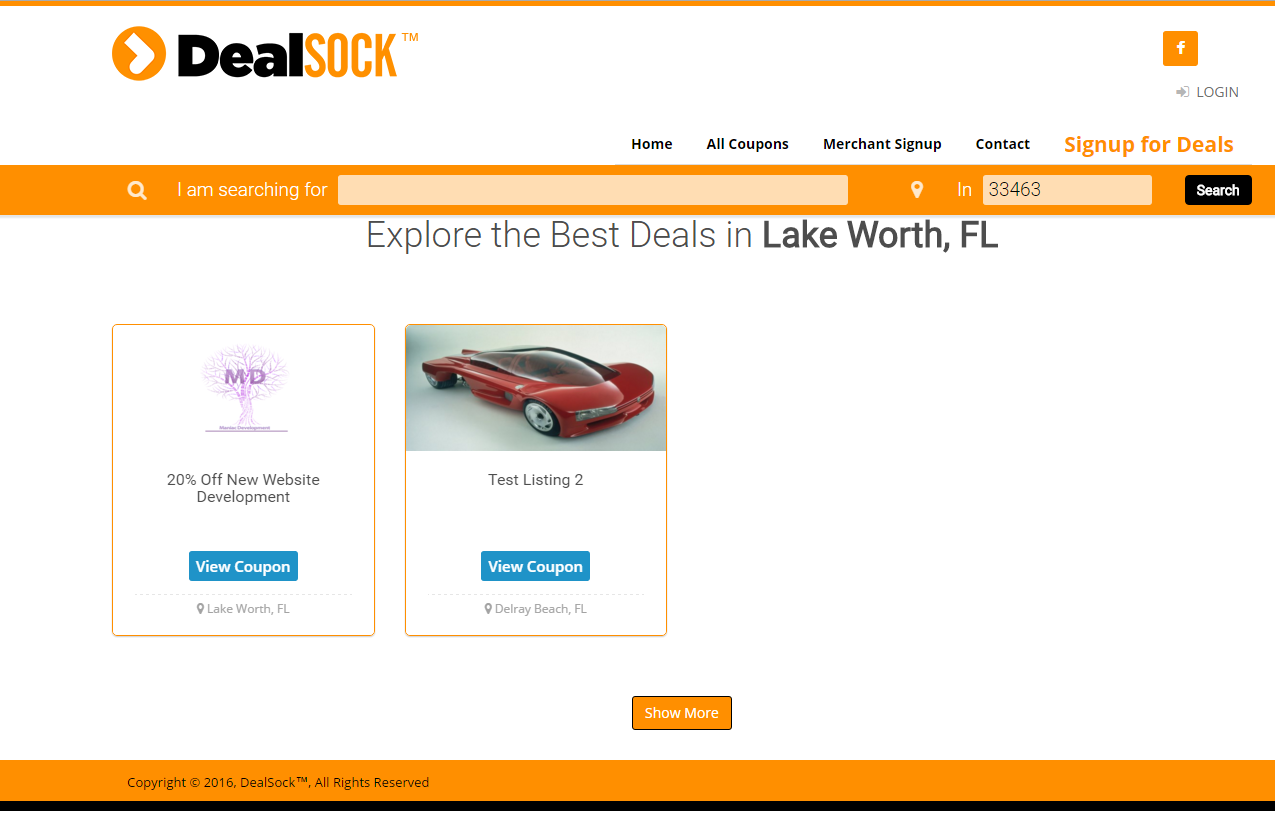 DealSOCK™
LOGIN
Home All Coupons Merchant Signup Contact Signup for Deals
I am searching for In 33463 Search
Explore the Best Deals in Lake Worth, FL
MD
Development
20% Off New Website
Development
View Coupon
Lake Worth, FL
Test Listing 2
View Coupon
Delray Beach, FL
Show More
Copyright © 2016, DealSock™, All Rights Reserved